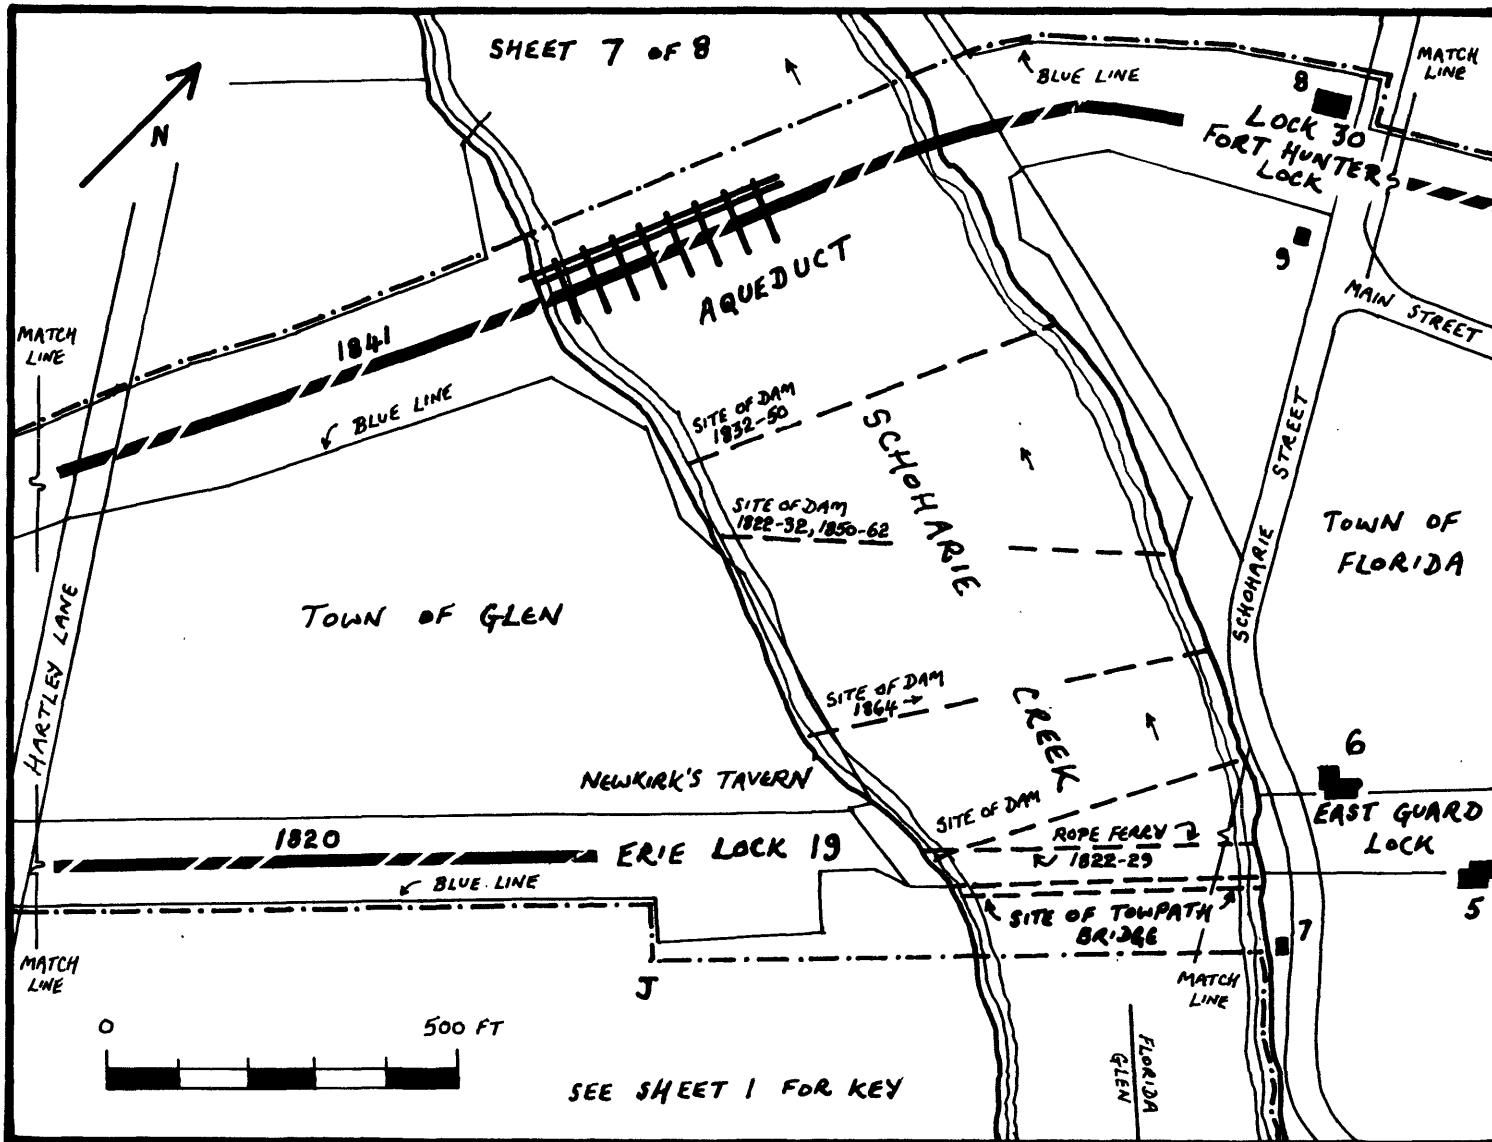 SHEET 7 OF 8
MATCH
LINE
BLUE LINE
N
8
LOCK 30
FORT HUNTER
LOCK
9
MAIN STREET
AQUEDUCT
MATCH
LINE
1841
BLUE LINE
SITE OF DAM
1832-50
SCHOHARIE
CREEK
SCHOHARIE STREET
SITE OF DAM
1822-32, 1850-62
TOWN OF
FLORIDA
TOWN OF GLEN
HARTLEY LANE
SITE OF DAM
1864→
NEWKIRK'S TAVERN
6
EAST GUARD
LOCK
SITE OF DAM
ROPE FERRY
1822-29
1820
ERIE LOCK 19
BLUE LINE
5
SITE OF TOWPATH
BRIDGE
7
MATCH
LINE
J
MATCH
LINE
0 500 FT
FLORIDA
GLEN
SEE SHEET 1 FOR KEY